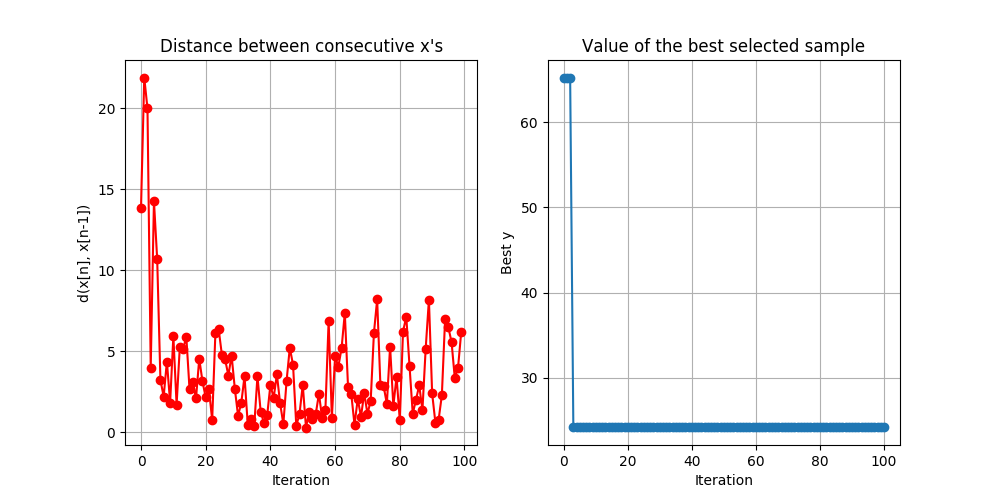 Distance between consecutive x's
d(x[n], x[n-1])
20
15
10
5
0
0 20 40 60 80 100
Iteration
Value of the best selected sample
Best y
60
50
40
30
0 20 40 60 80 100
Iteration